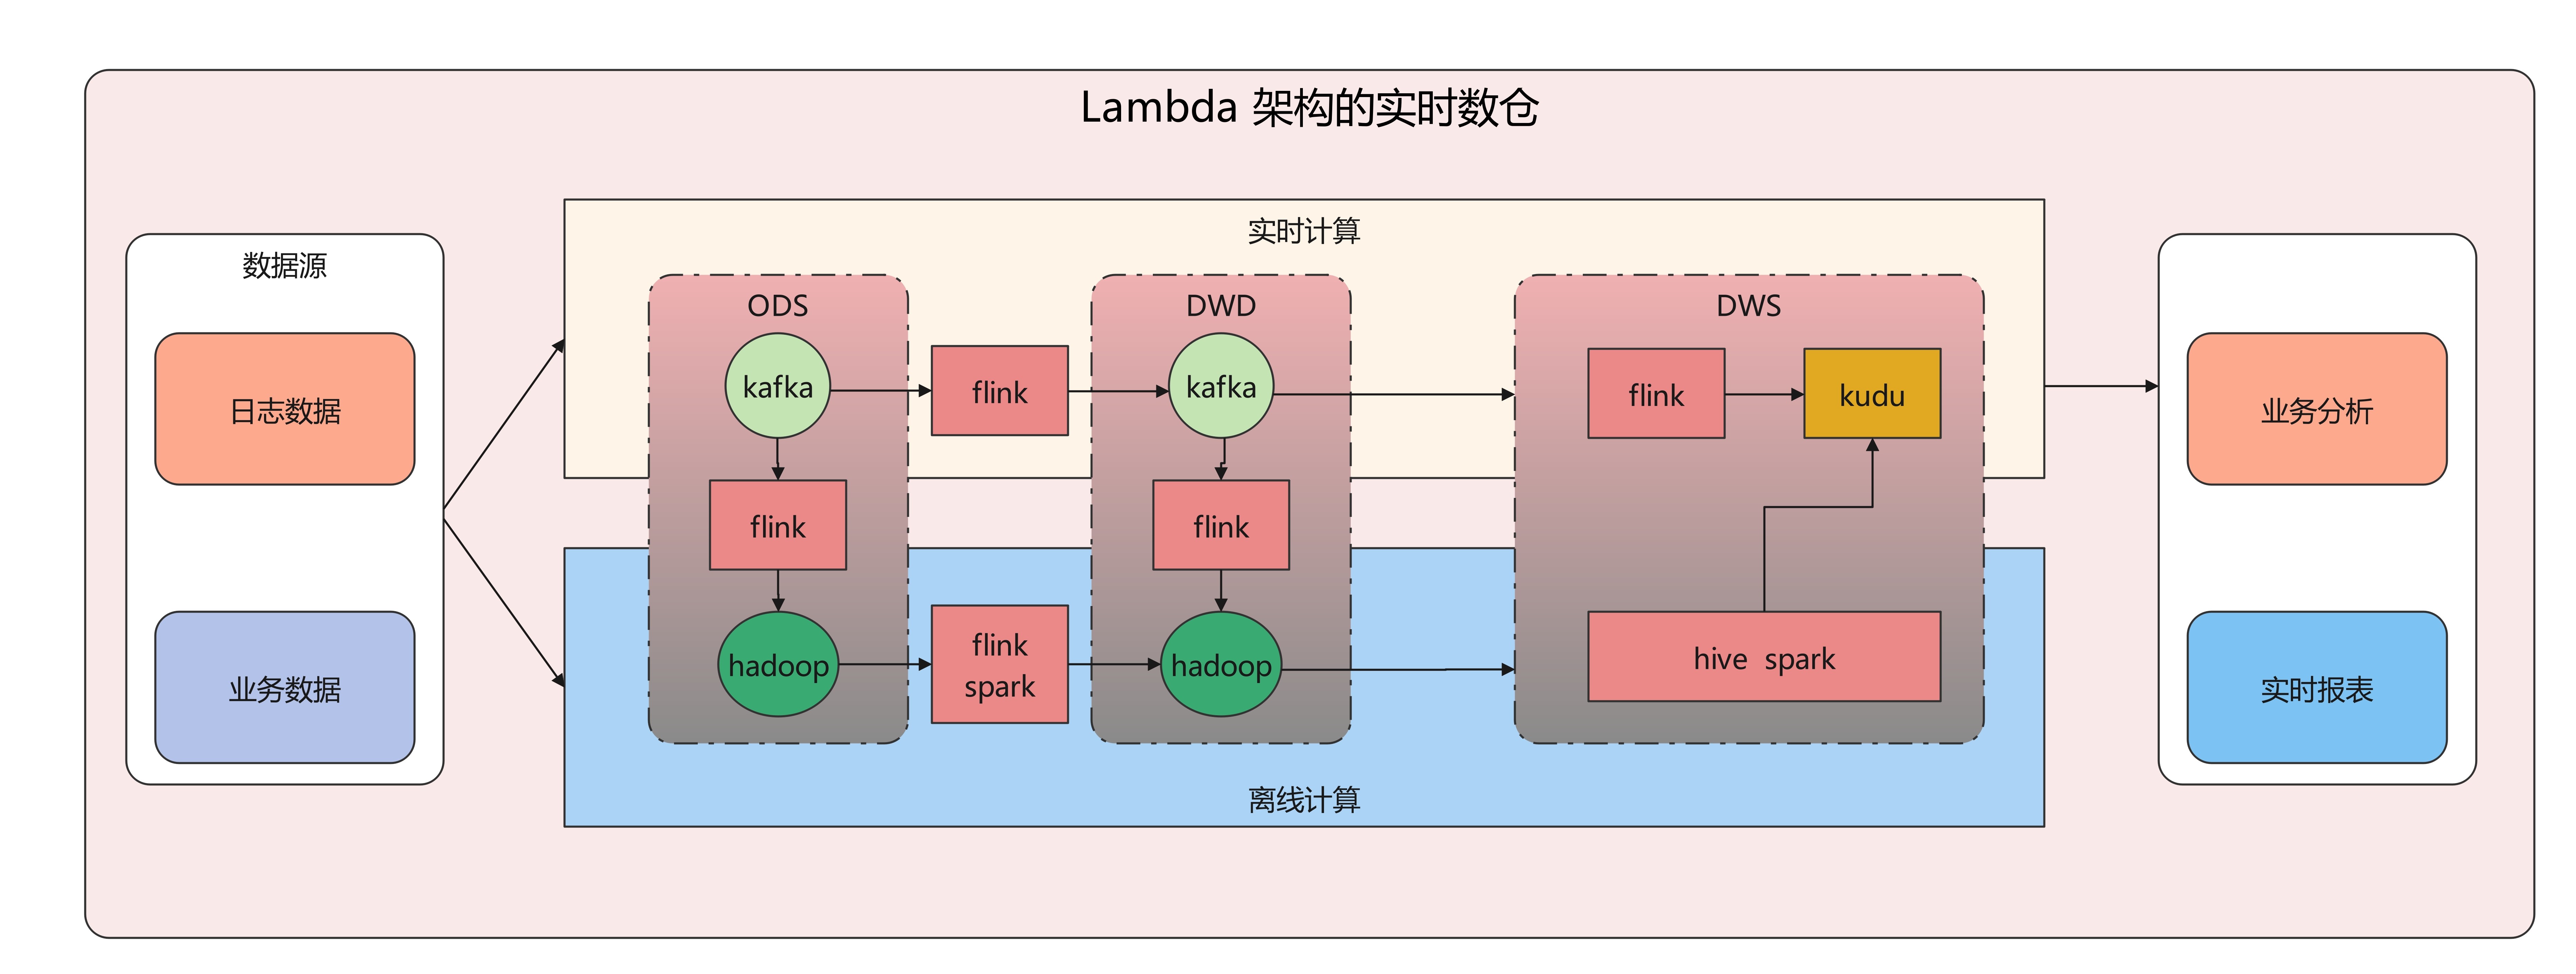 Lambda 架构的实时数仓
数据源
日志数据
业务数据
实时计算
ODS
DWD
DWS
kafka
flink
kafka
flink
kudu
flink
flink
hadoop
flink
spark
hadoop
hive spark
离线计算
业务分析
实时报表